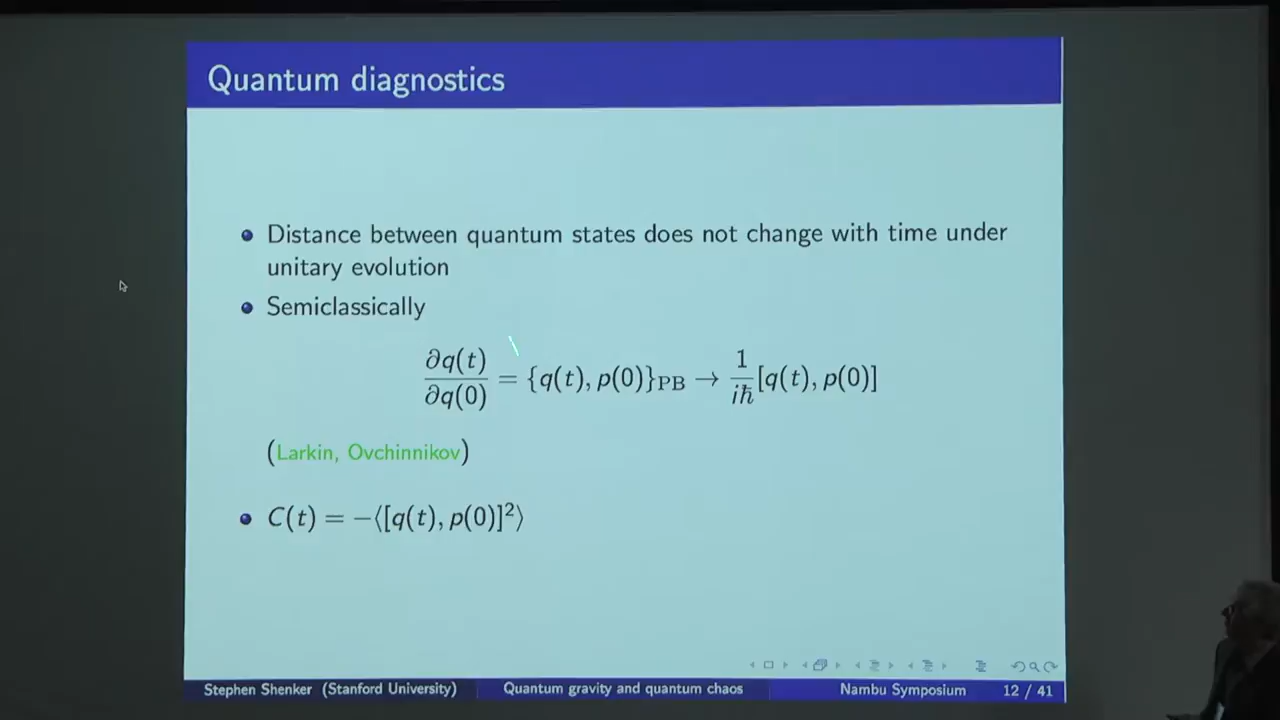 Quantum diagnostics
Distance between quantum states does not change with time under
unitary evolution
Semiclassically
∂q(t)/∂q(0) = {q(t), p(0)}PB → 1/iℏ [q(t), p(0)]
(Larkin, Ovchinnikov)
C(t) = −⟨[q(t), p(0)]²⟩
Stephen Shenker (Stanford University) Quantum gravity and quantum chaos Nambu Symposium 12 / 41